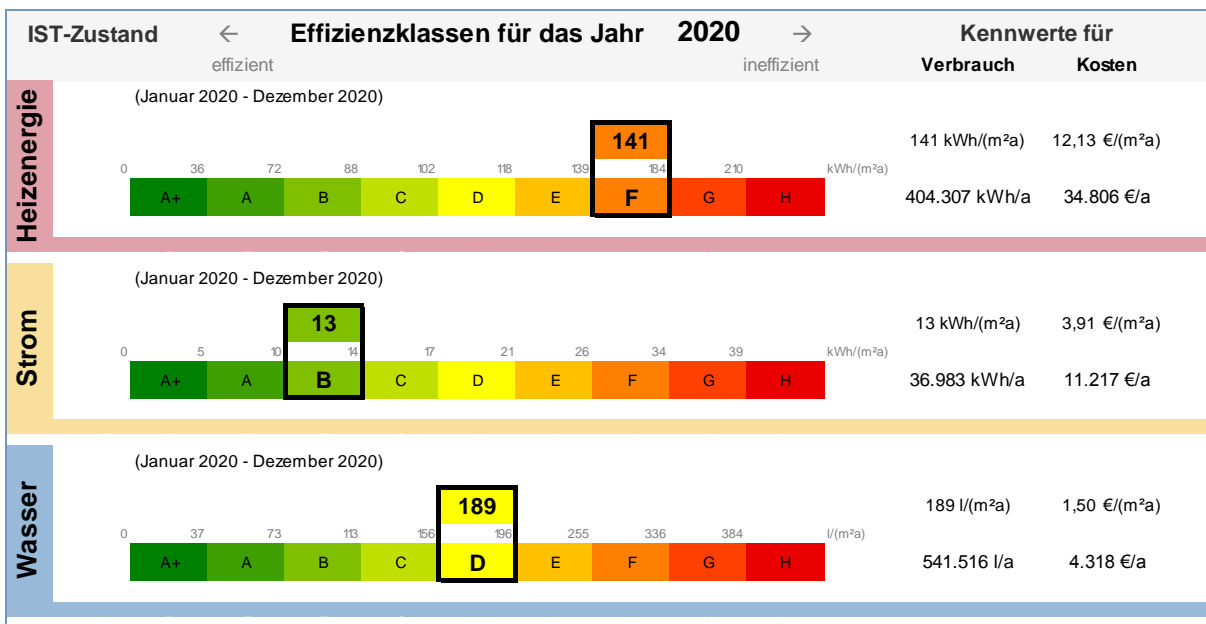 IST-Zustand ← Effizienzklassen für das Jahr 2020 → Kennwerte für
effizient ineffizient Verbrauch Kosten
Heizenergie
(Januar 2020 - Dezember 2020)
141 141 kWh/(m²a) 12,13 €/(m²a)
0 36 72 88 102 118 139 184 210 kWh/(m²a)
A+ A B C D E F G H 404.307 kWh/a 34.806 €/a
Strom
(Januar 2020 - Dezember 2020)
13 13 kWh/(m²a) 3,91 €/(m²a)
0 5 10 14 17 21 26 34 39 kWh/(m²a)
A+ A B C D E F G H 36.983 kWh/a 11.217 €/a
Wasser
(Januar 2020 - Dezember 2020)
189 189 l/(m²a) 1,50 €/(m²a)
0 37 73 113 156 196 255 336 384 l/(m²a)
A+ A B C D E F G H 541.516 l/a 4.318 €/a